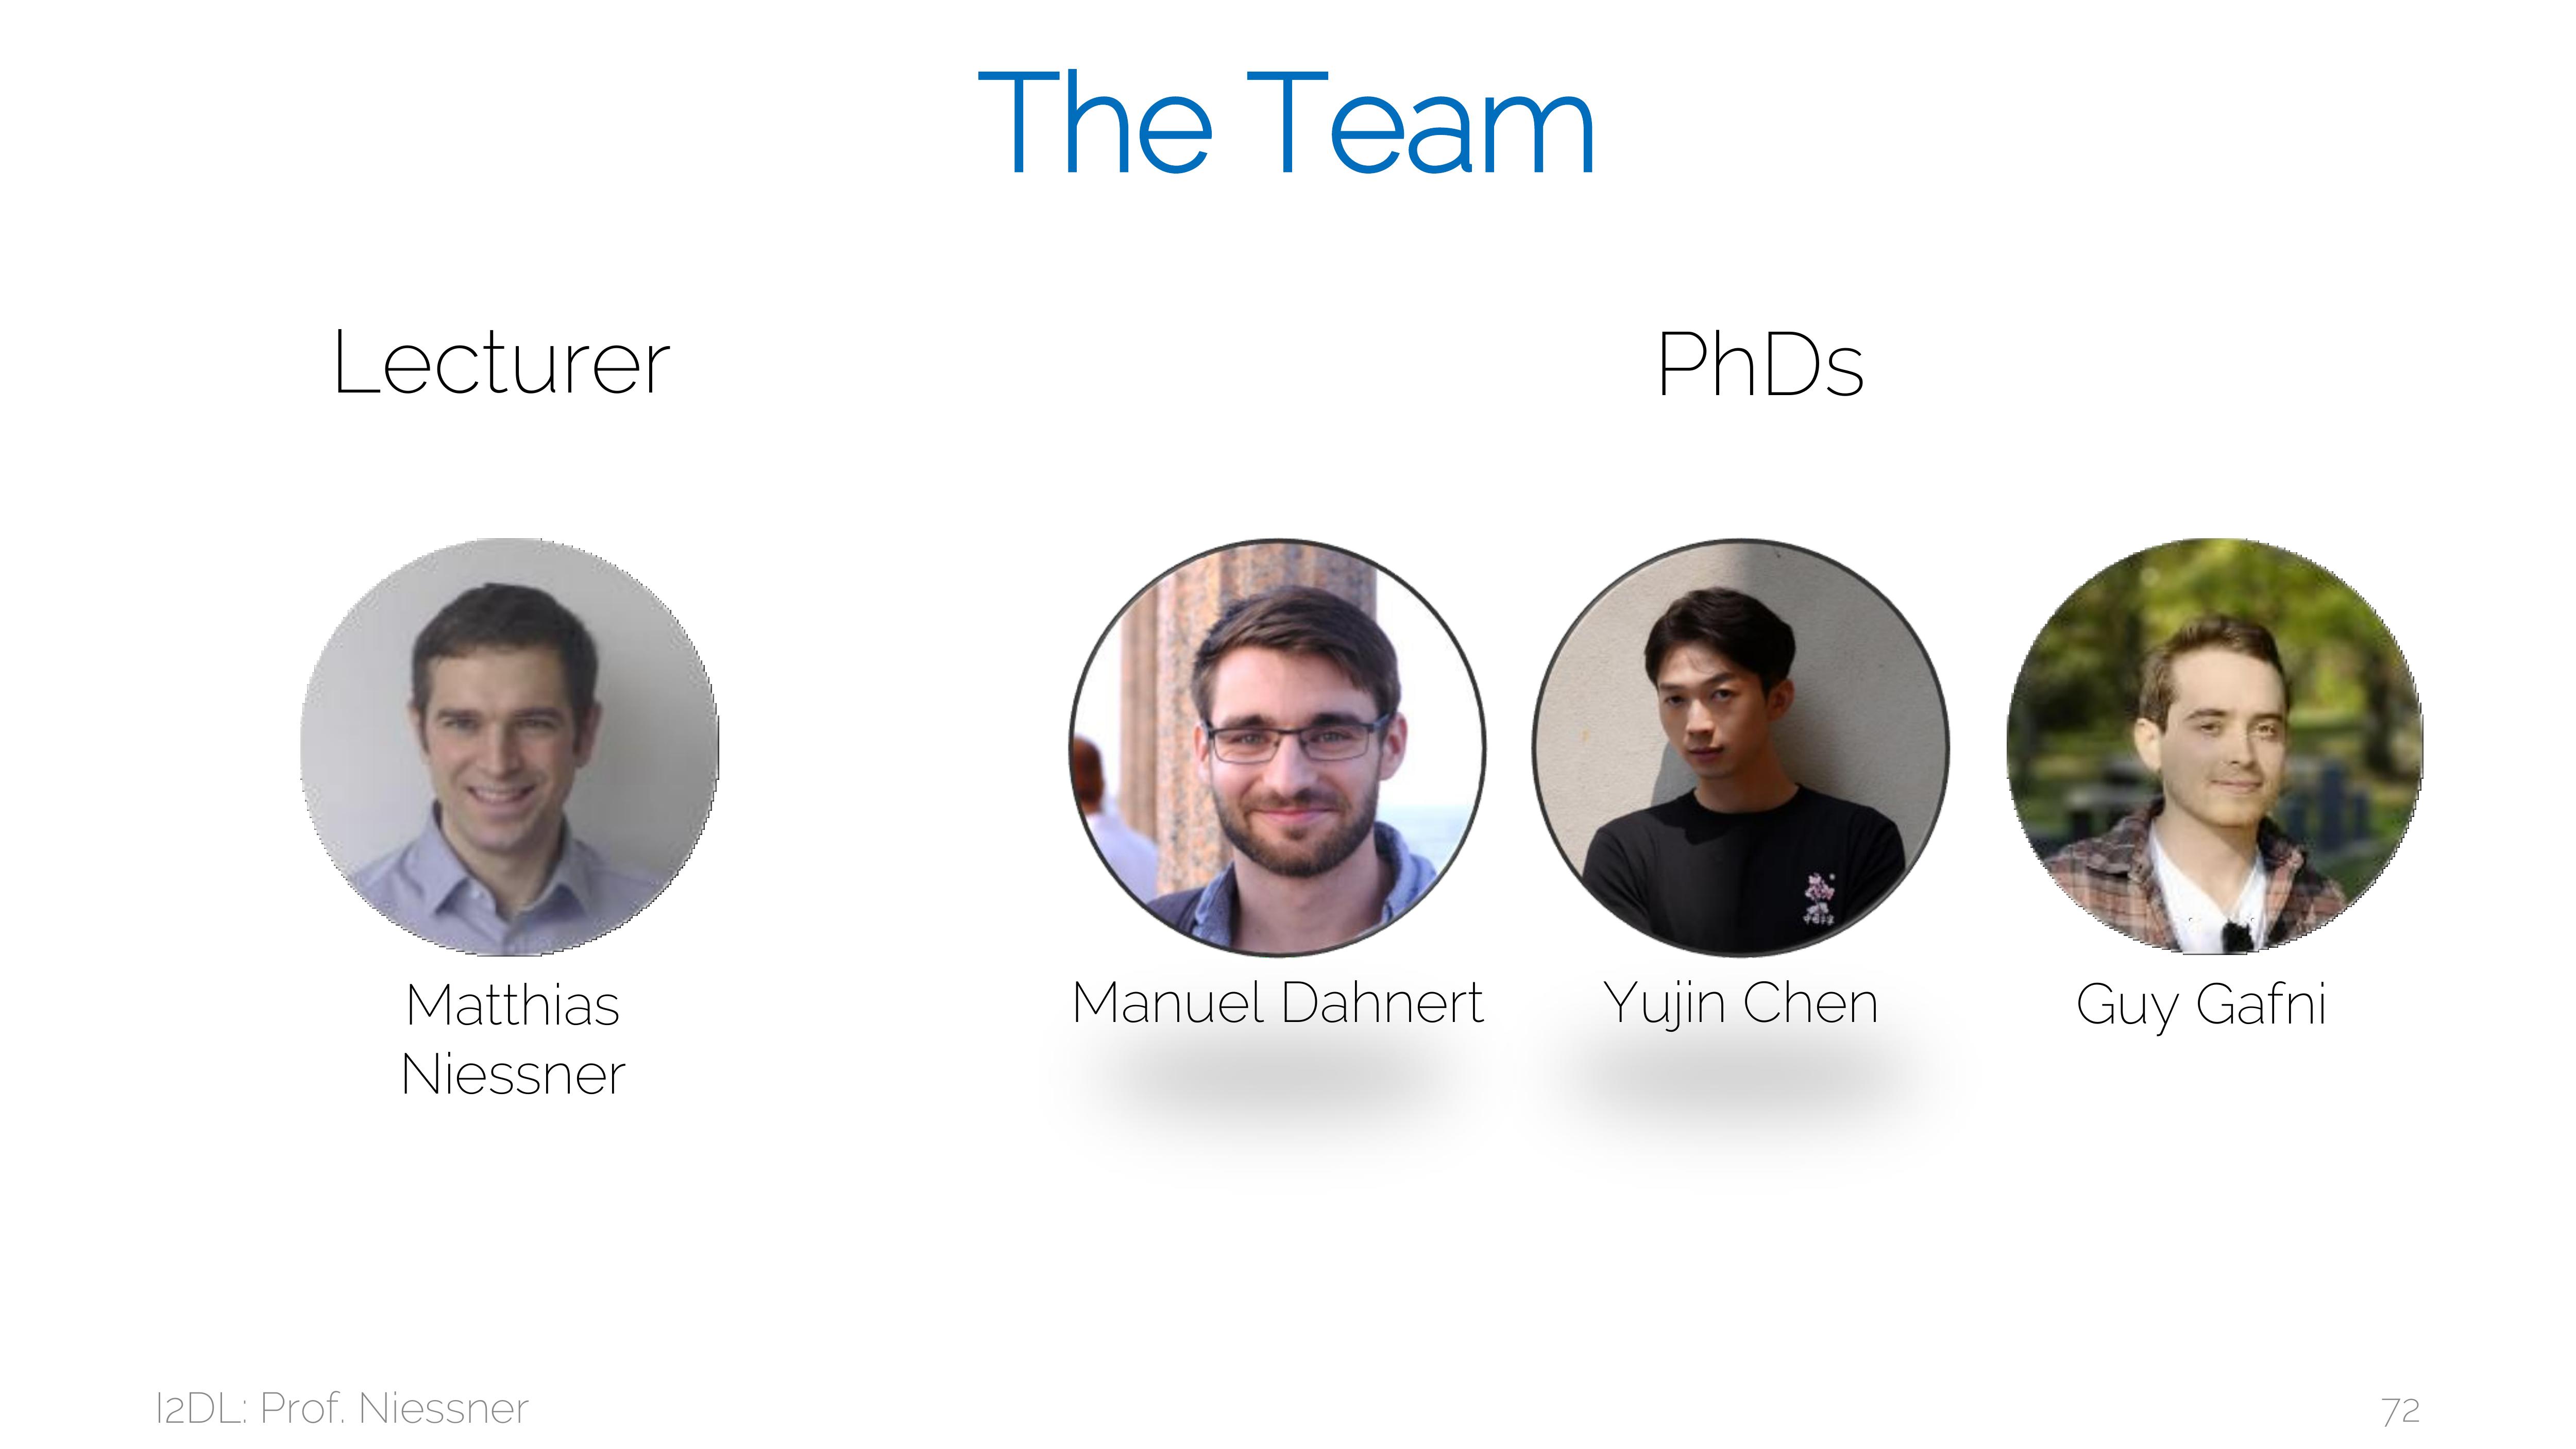 The Team
Lecturer
PhDs
Matthias
Niessner
Manuel Dahnert
Yujin Chen
Guy Gafni
I2DL: Prof. Niessner
72